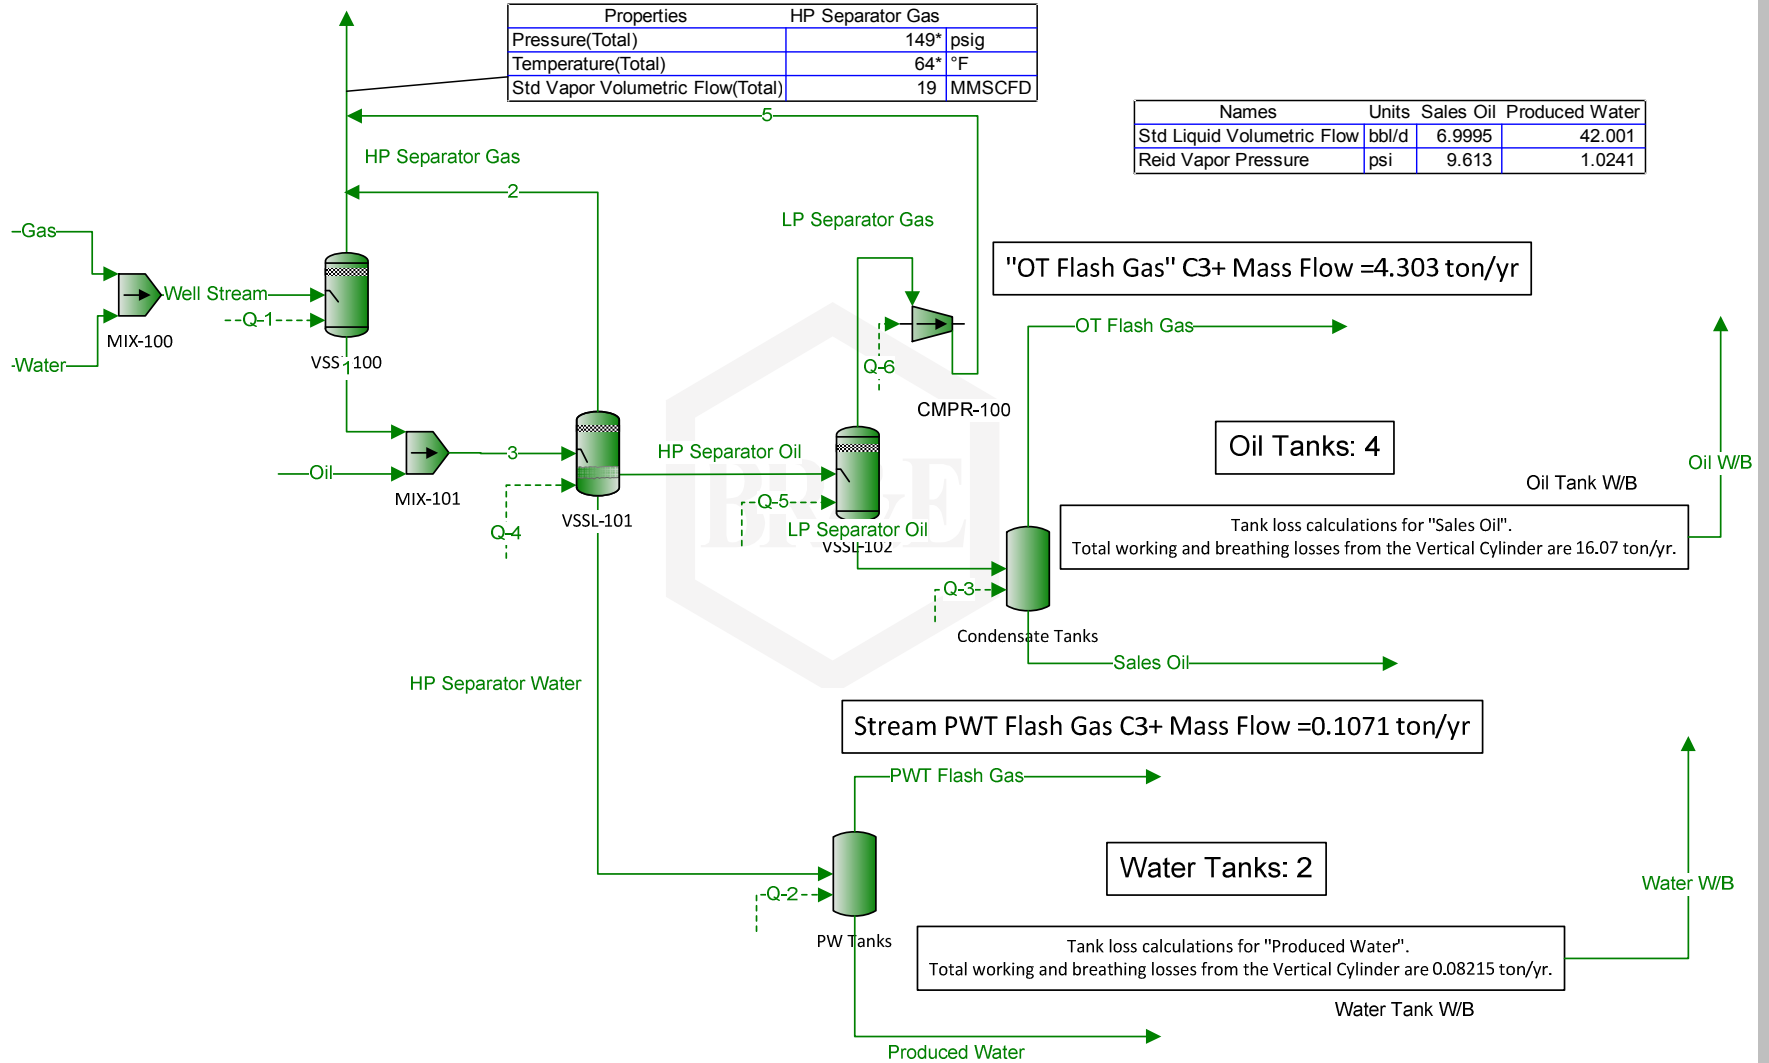 Properties HP Separator Gas
Pressure(Total) 149* psig
Temperature(Total) 64* °F
Std Vapor Volumetric Flow(Total) 19 MMSCFD
Names Units Sales Oil Produced Water
Std Liquid Volumetric Flow bbl/d 6.9995 42.001
Reid Vapor Pressure psi 9.613 1.0241
5
HP Separator Gas
2
LP Separator Gas
Gas
"OT Flash Gas" C3+ Mass Flow =4.303 ton/yr
Well Stream
Q-1
MIX-100
OT Flash Gas
Water
VSSL-100
1
Q-6
CMPR-100
Oil Tanks: 4
3
HP Separator Oil
Oil
MIX-101
Oil W/B
Oil Tank W/B
Q-5
VSSL-101
Q-4
BR&E
LP Separator Oil
VSSL-102
Tank loss calculations for "Sales Oil".
Total working and breathing losses from the Vertical Cylinder are 16.07 ton/yr.
Q-3
Condensate Tanks
Sales Oil
HP Separator Water
Stream PWT Flash Gas C3+ Mass Flow =0.1071 ton/yr
PWT Flash Gas
Water Tanks: 2
Q-2
Water W/B
PW Tanks
Tank loss calculations for "Produced Water".
Total working and breathing losses from the Vertical Cylinder are 0.08215 ton/yr.
Water Tank W/B
Produced Water